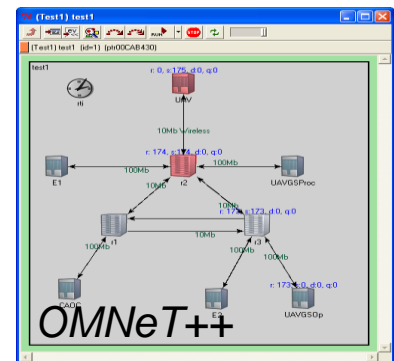 (Test1) test1
(Test1) test1 (id=1) (ptr00CAB430)
test1
r: 0, s:175, d:0, q:0
rti
UAV
10Mb Wireless
r: 174, s:174, d:0, q:0
E1
100Mb
r2
100Mb
UAVGSProc
10Mb
10Mb
r: 173, s:173, d:0, q:0
r1
10Mb
r3
100Mb
100Mb
100Mb
r: 173, s:0, d:0, q:0
CAOC
E2
UAVGSOp
OMNeT++